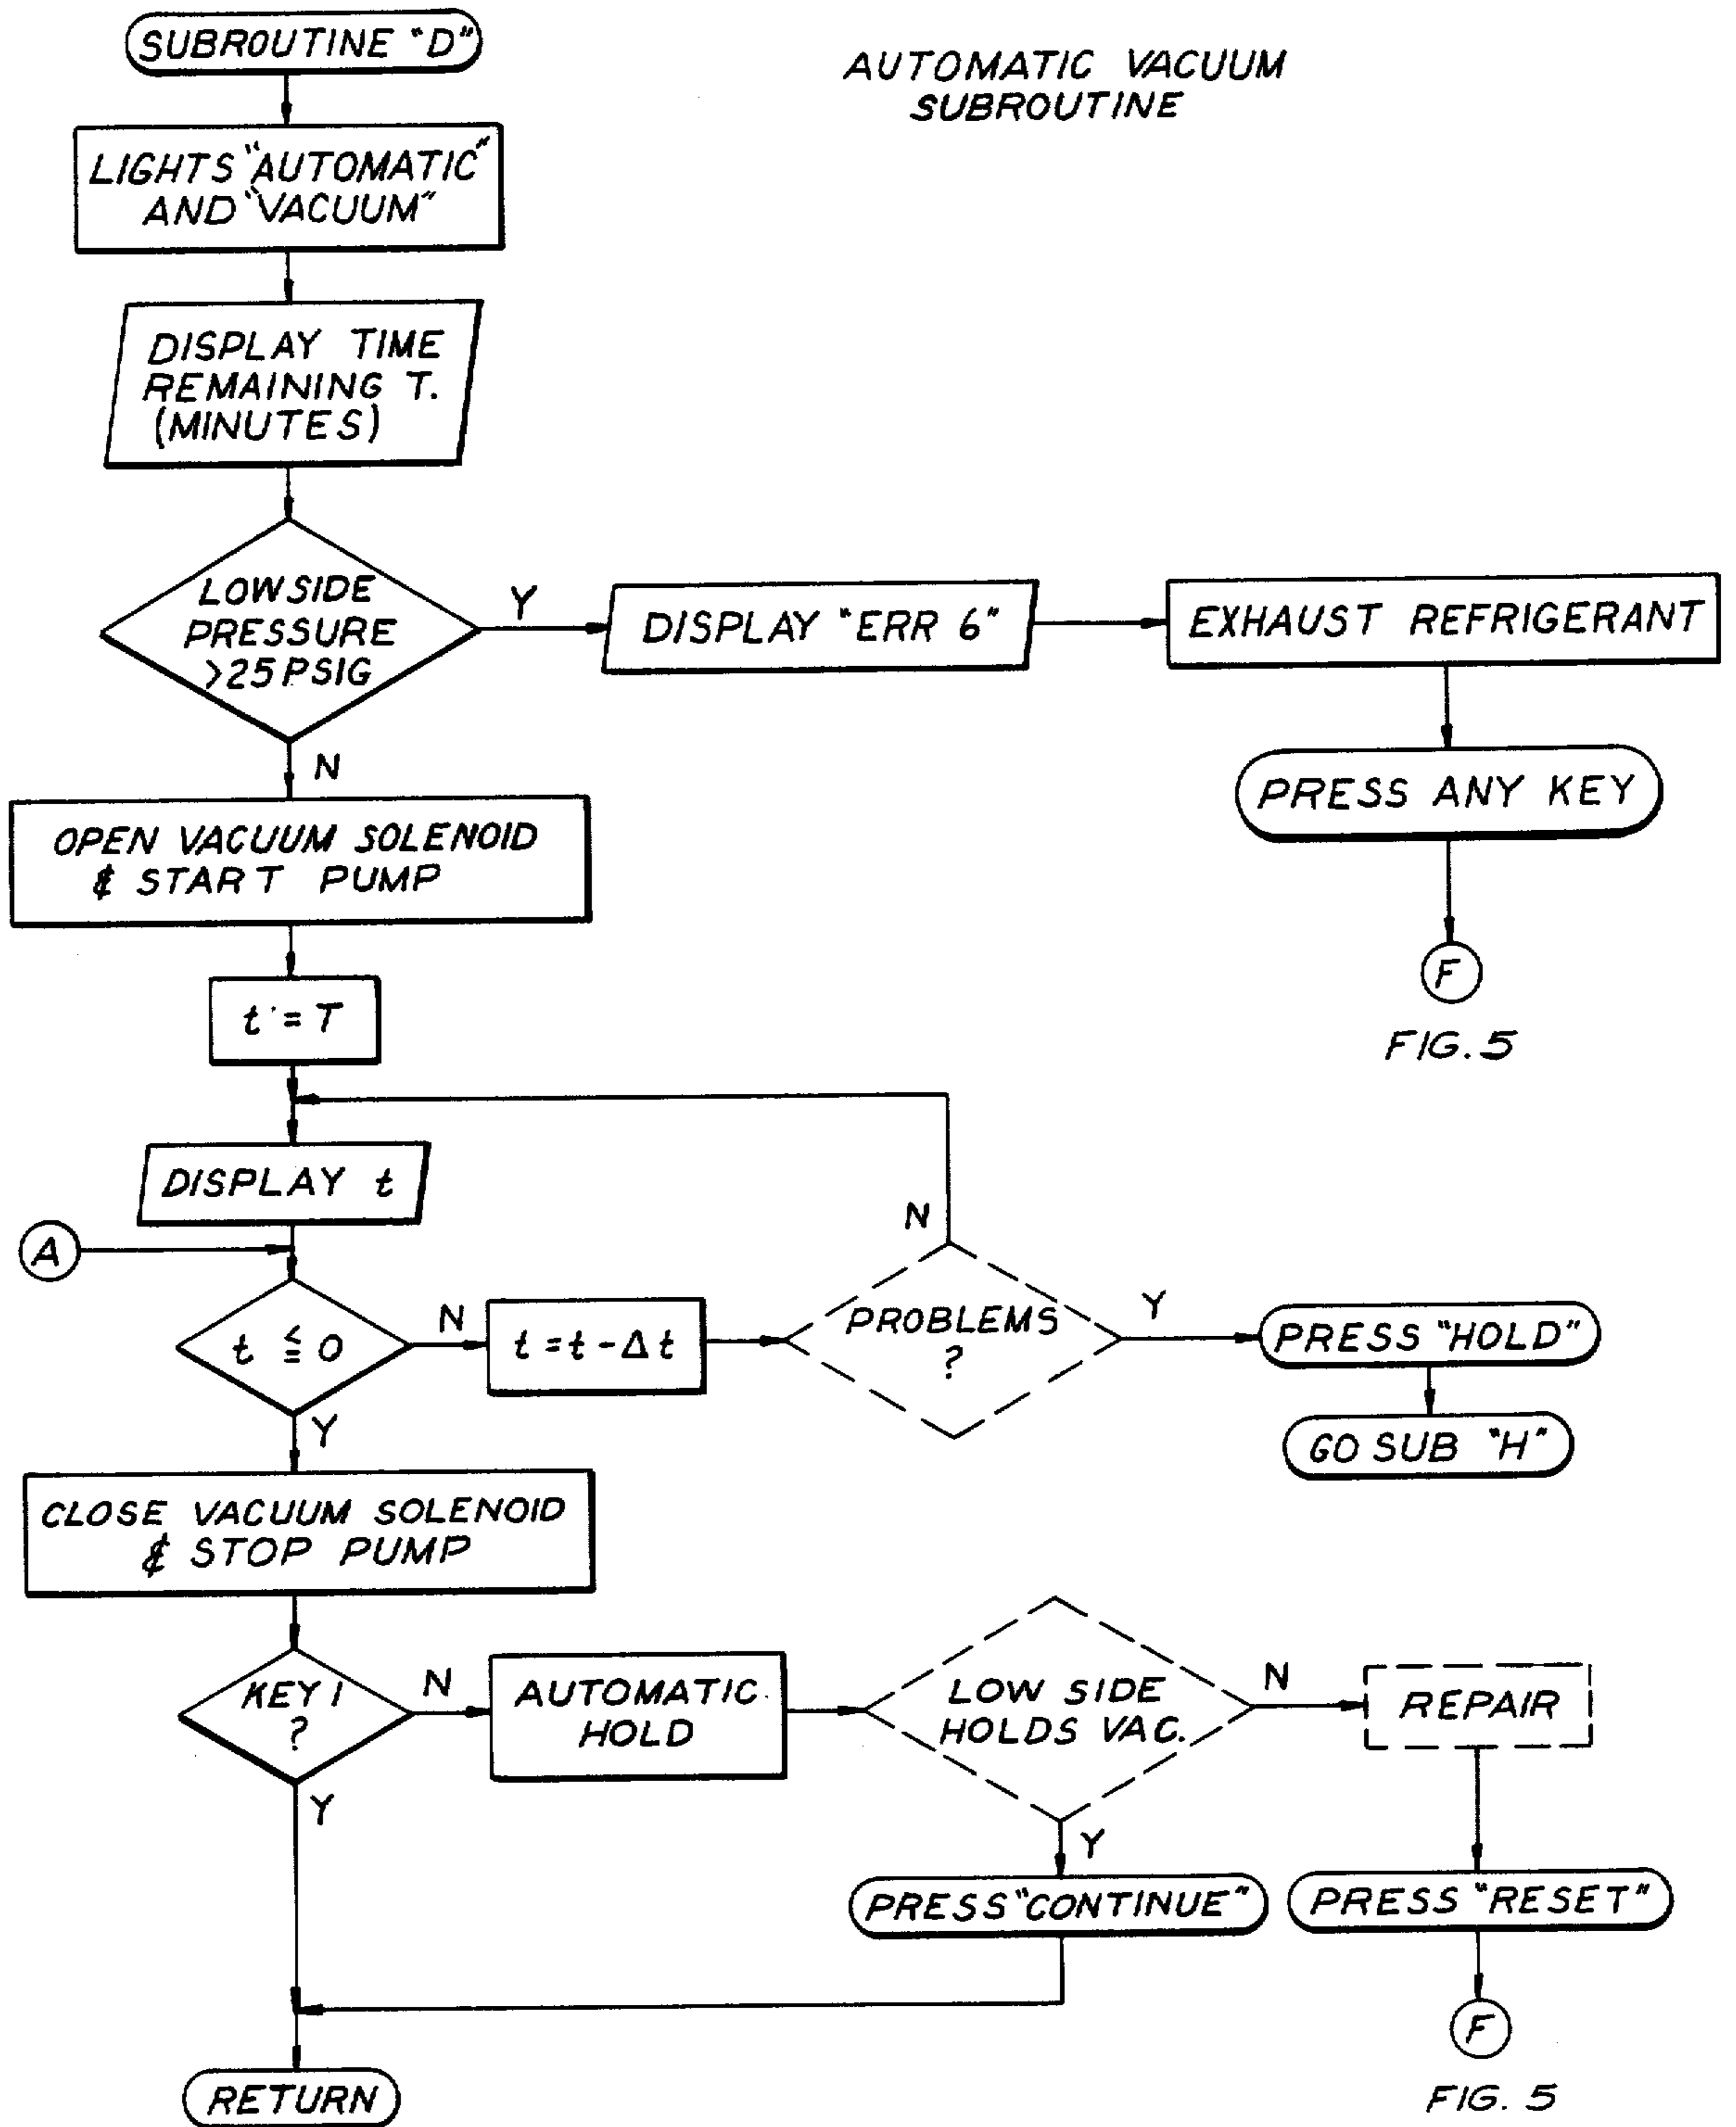 SUBROUTINE "D"
AUTOMATIC VACUUM
SUBROUTINE
LIGHTS "AUTOMATIC"
AND "VACUUM"
DISPLAY TIME
REMAINING T.
(MINUTES)
LOW SIDE
PRESSURE
>25 PSIG
Y
DISPLAY "ERR 6"
EXHAUST REFRIGERANT
N
PRESS ANY KEY
OPEN VACUUM SOLENOID
& START PUMP
F
FIG. 5
t = T
DISPLAY t
A
N
t ≦ 0
N
t = t - Δ t
PROBLEMS
?
Y
PRESS "HOLD"
GO SUB "H"
Y
CLOSE VACUUM SOLENOID
& STOP PUMP
KEY 1
?
N
AUTOMATIC
HOLD
LOW SIDE
HOLDS VAC.
N
REPAIR
Y
Y
PRESS "CONTINUE"
PRESS "RESET"
F
FIG. 5
RETURN